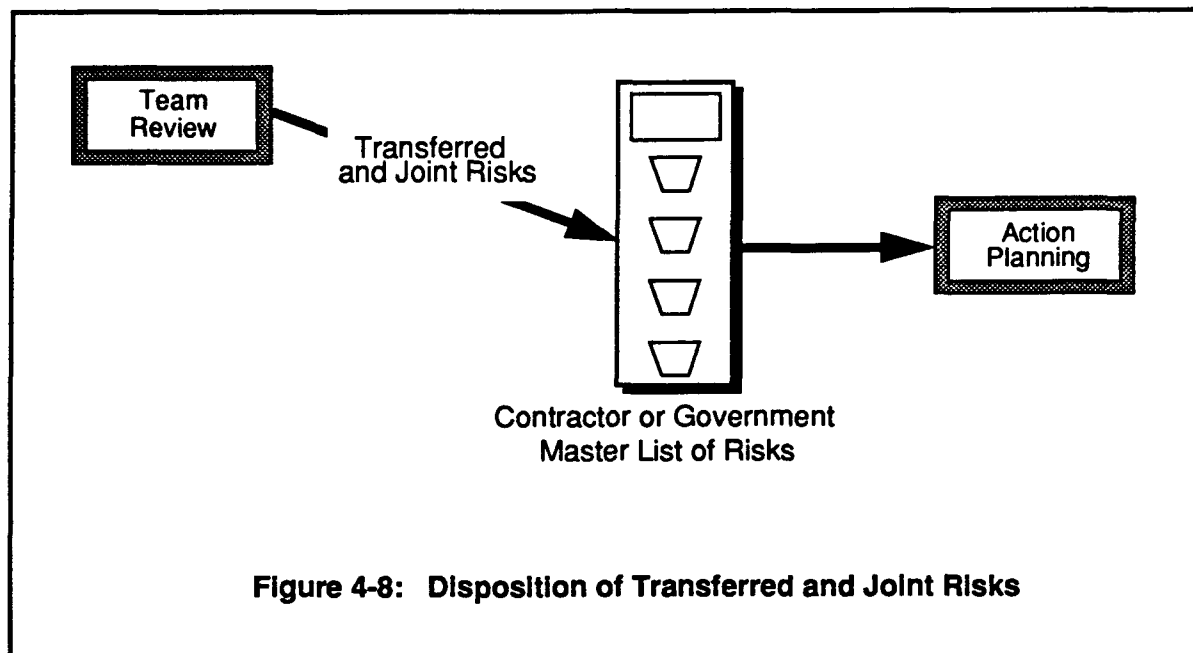 Team
Review
Transferred
and Joint Risks
Action
Planning
Contractor or Government
Master List of Risks
Figure 4-8: Disposition of Transferred and Joint Risks